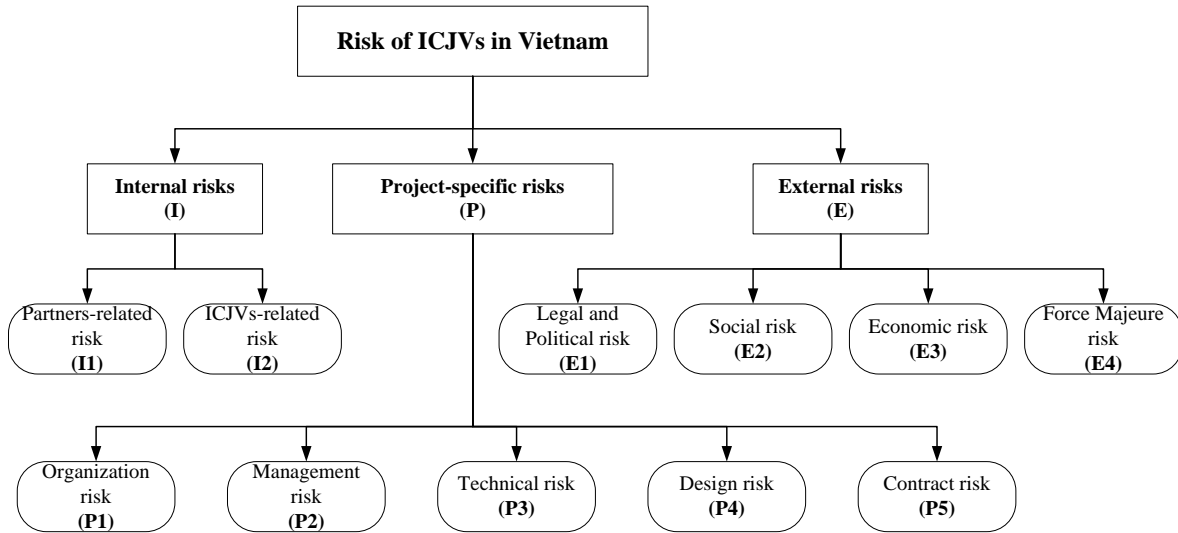 Risk of ICJVs in Vietnam
Internal risks
(I)
Project-specific risks
(P)
External risks
(E)
Partners-related
risk
(I1)
ICJVs-related
risk
(I2)
Legal and
Political risk
(E1)
Social risk
(E2)
Economic risk
(E3)
Force Majeure
risk
(E4)
Organization
risk
(P1)
Management
risk
(P2)
Technical risk
(P3)
Design risk
(P4)
Contract risk
(P5)